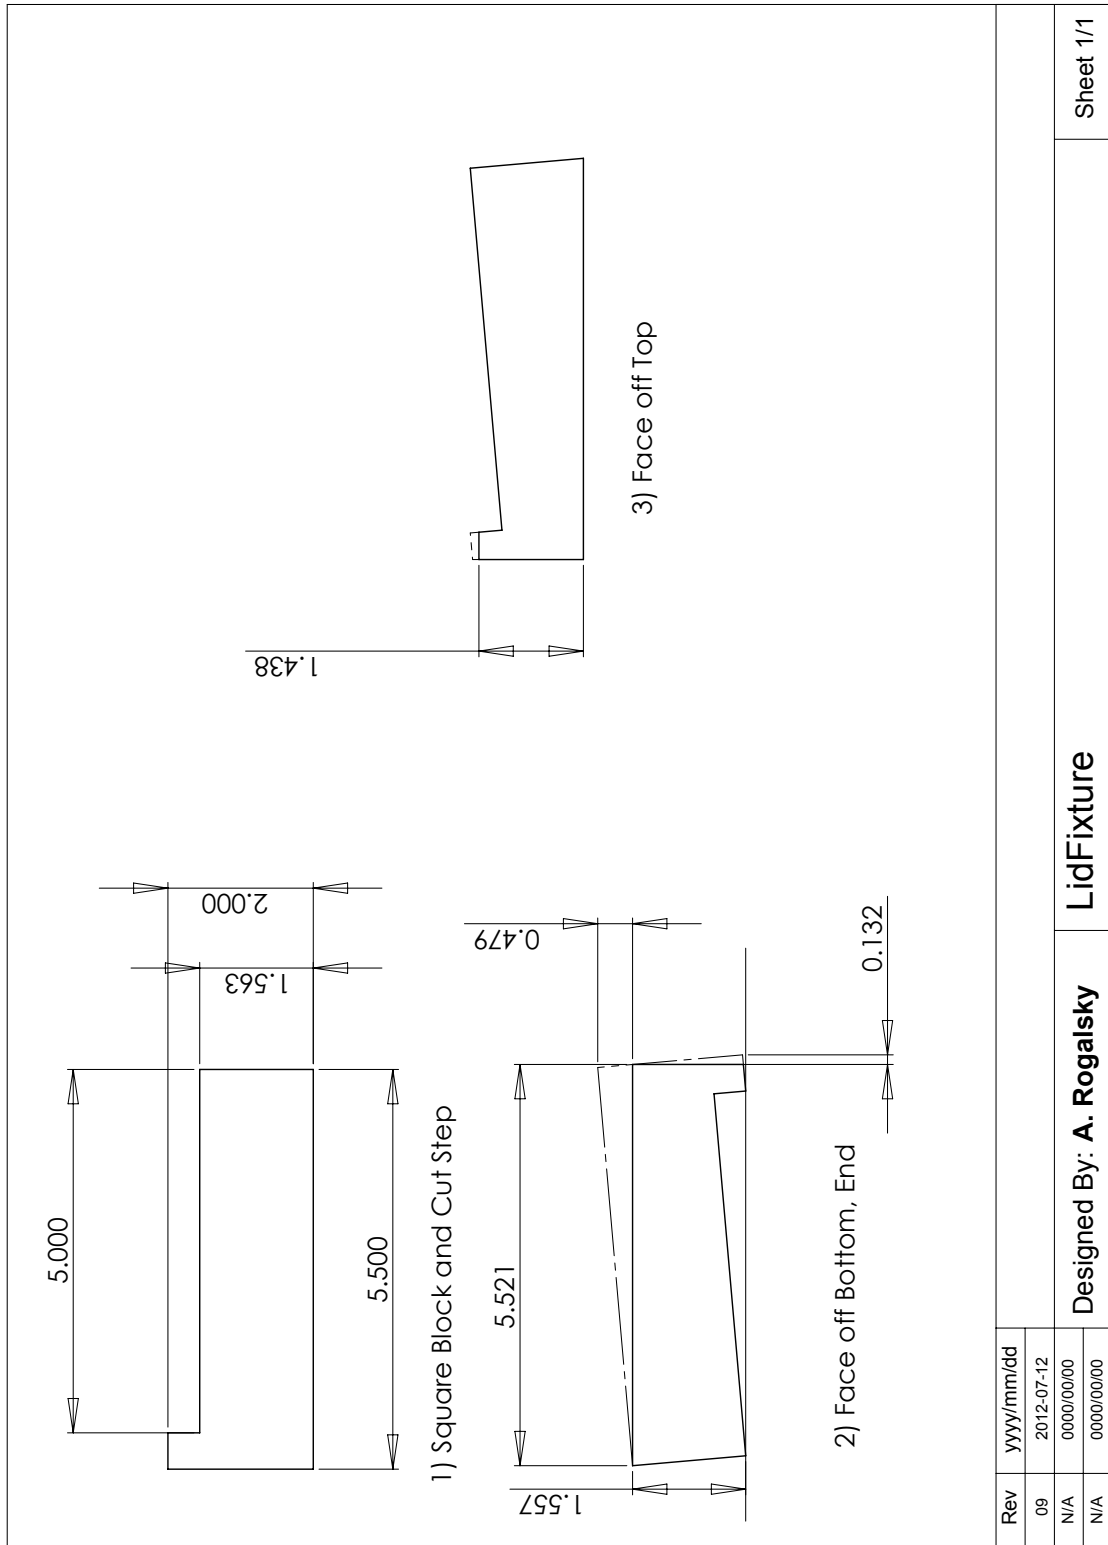 5.000
2.000
1.563
5.500
1) Square Block and Cut Step
5.521
0.479
1.557
0.132
2) Face off Bottom, End
1.438
3) Face off Top
Rev yyyy/mm/dd
09 2012-07-12
N/A 0000/00/00
N/A 0000/00/00
Designed By: A. Rogalsky
LidFixture
Sheet 1/1